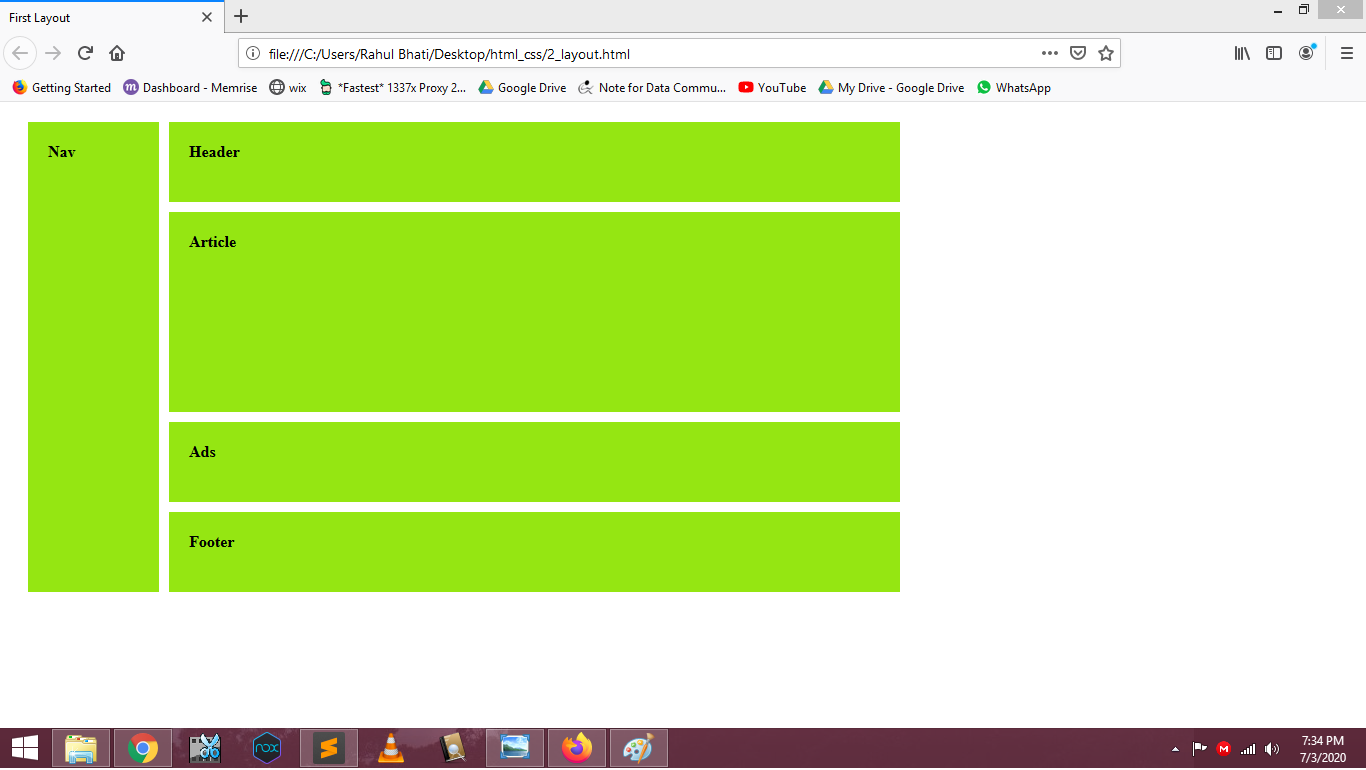 First Layout
file:///C:/Users/Rahul Bhati/Desktop/html_css/2_layout.html
Getting Started m Dashboard - Memrise wix *Fastest* 1337x Proxy 2... Google Drive Note for Data Commu... YouTube My Drive - Google Drive WhatsApp
Nav
Header
Article
Ads
Footer
nox
M
7:34 PM
7/3/2020